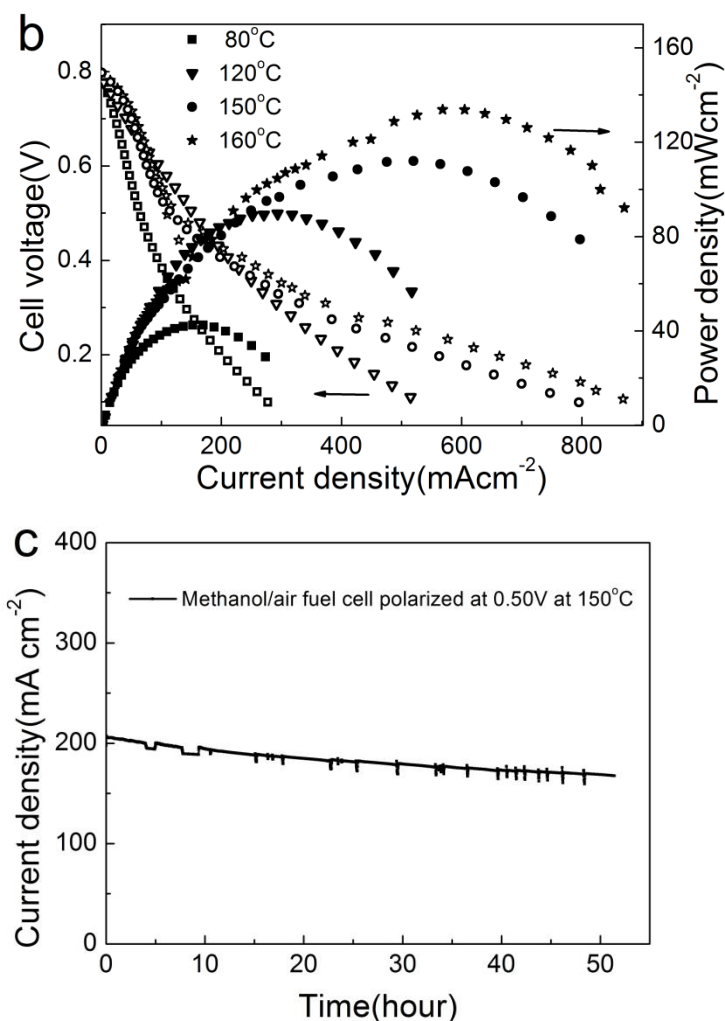 b
80°C
120°C
150°C
160°C
0.8
0.6
0.4
0.2
Cell voltage(V)
160
120
80
40
0
Power density(mWcm⁻²)
0 200 400 600 800
Current density(mAcm⁻²)
c
400
300
200
100
0
Current density(mA cm⁻²)
Methanol/air fuel cell polarized at 0.50V at 150°C
0 10 20 30 40 50
Time(hour)